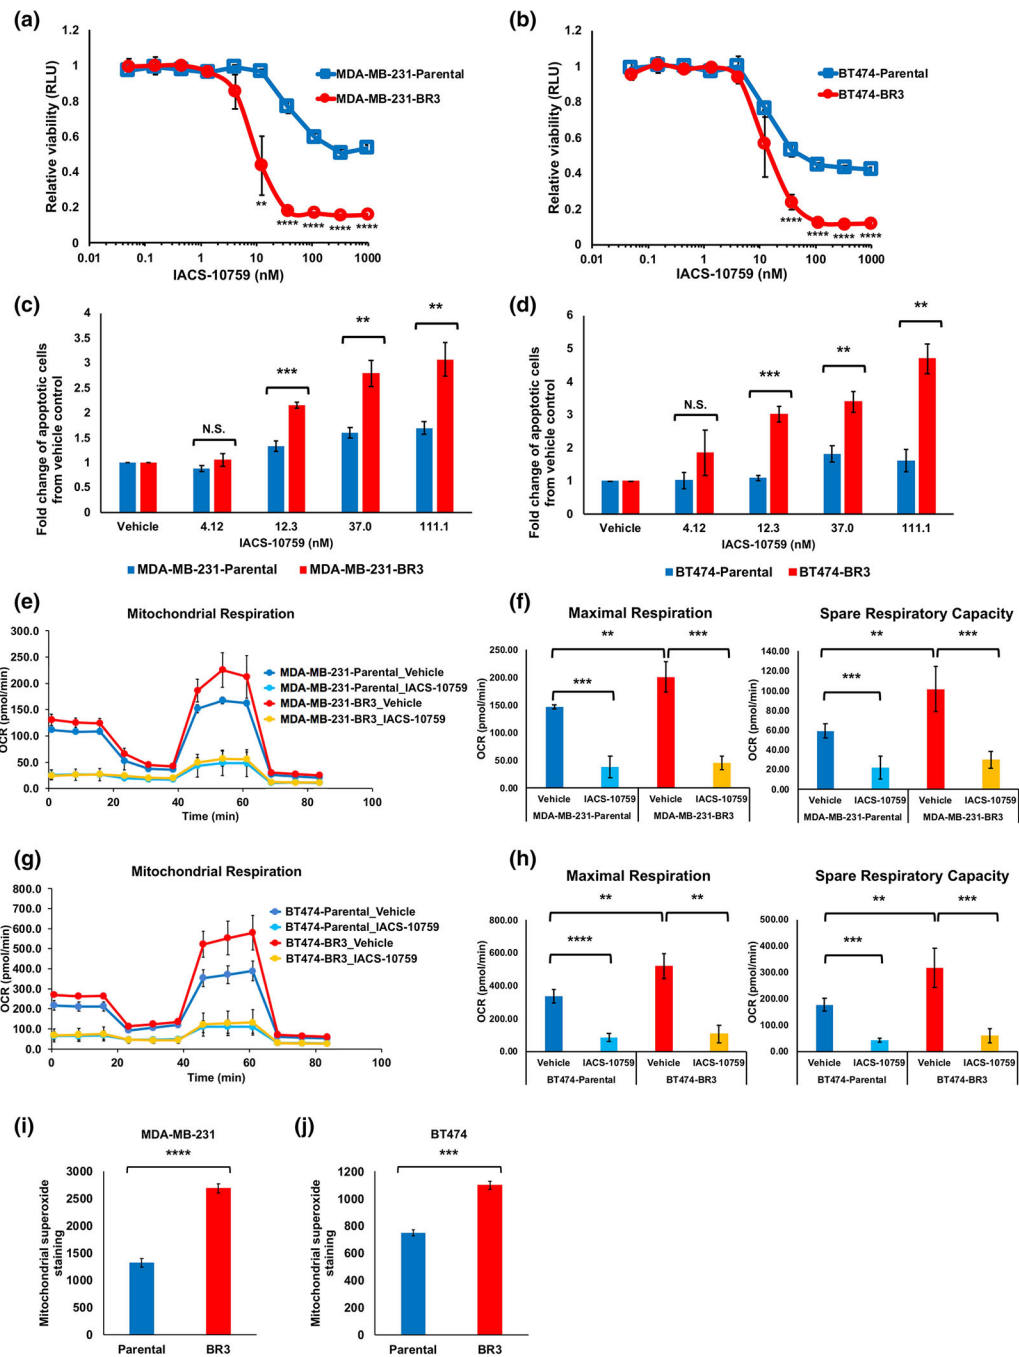 (a)
Relative viability (RLU)
1.2
1
0.8
0.6
0.4
0.2
0
0.01 0.1 1 10 100 1000
IACS-10759 (nM)
MDA-MB-231-Parental
MDA-MB-231-BR3
** **** **** **** ****
(b)
Relative viability (RLU)
1.2
1
0.8
0.6
0.4
0.2
0
0.01 0.1 1 10 100 1000
IACS-10759 (nM)
BT474-Parental
BT474-BR3
**** **** **** ****
(c)
Fold change of apoptotic cells
from vehicle control
4
3.5
3
2.5
2
1.5
1
0.5
0
N.S. *** ** **
Vehicle 4.12 12.3 37.0 111.1
IACS-10759 (nM)
MDA-MB-231-Parental MDA-MB-231-BR3
(d)
Fold change of apoptotic cells
from vehicle control
6
5
4
3
2
1
0
N.S. *** ** **
Vehicle 4.12 12.3 37.0 111.1
IACS-10759 (nM)
BT474-Parental BT474-BR3
(e)
Mitochondrial Respiration
OCR (pmol/min)
300.0
250.0
200.0
150.0
100.0
50.0
0.0
0 20 40 60 80 100
Time (min)
MDA-MB-231-Parental_Vehicle
MDA-MB-231-Parental_IACS-10759
MDA-MB-231-BR3_Vehicle
MDA-MB-231-BR3_IACS-10759
(f)
Maximal Respiration
** ***
***
OCR (pmol/min)
250.00
200.00
150.00
100.00
50.00
0.00
Vehicle IACS-10759 Vehicle IACS-10759
MDA-MB-231-Parental MDA-MB-231-BR3
Spare Respiratory Capacity
** ***
***
OCR (pmol/min)
140.00
120.00
100.00
80.00
60.00
40.00
20.00
0.00
Vehicle IACS-10759 Vehicle IACS-10759
MDA-MB-231-Parental MDA-MB-231-BR3
(g)
Mitochondrial Respiration
OCR (pmol/min)
800.0
700.0
600.0
500.0
400.0
300.0
200.0
100.0
0.0
0 20 40 60 80 100
Time (min)
BT474-Parental_Vehicle
BT474-Parental_IACS-10759
BT474-BR3_Vehicle
BT474-BR3_IACS-10759
(h)
Maximal Respiration
** **
****
OCR (pmol/min)
800.00
600.00
400.00
200.00
0.00
Vehicle IACS-10759 Vehicle IACS-10759
BT474-Parental BT474-BR3
Spare Respiratory Capacity
** ***
***
OCR (pmol/min)
500.00
400.00
300.00
200.00
100.00
0.00
Vehicle IACS-10759 Vehicle IACS-10759
BT474-Parental BT474-BR3
(i)
MDA-MB-231
****
Mitochondrial superoxide
staining
3000
2500
2000
1500
1000
500
0
Parental BR3
(j)
BT474
***
Mitochondrial superoxide
staining
1200
1000
800
600
400
200
0
Parental BR3